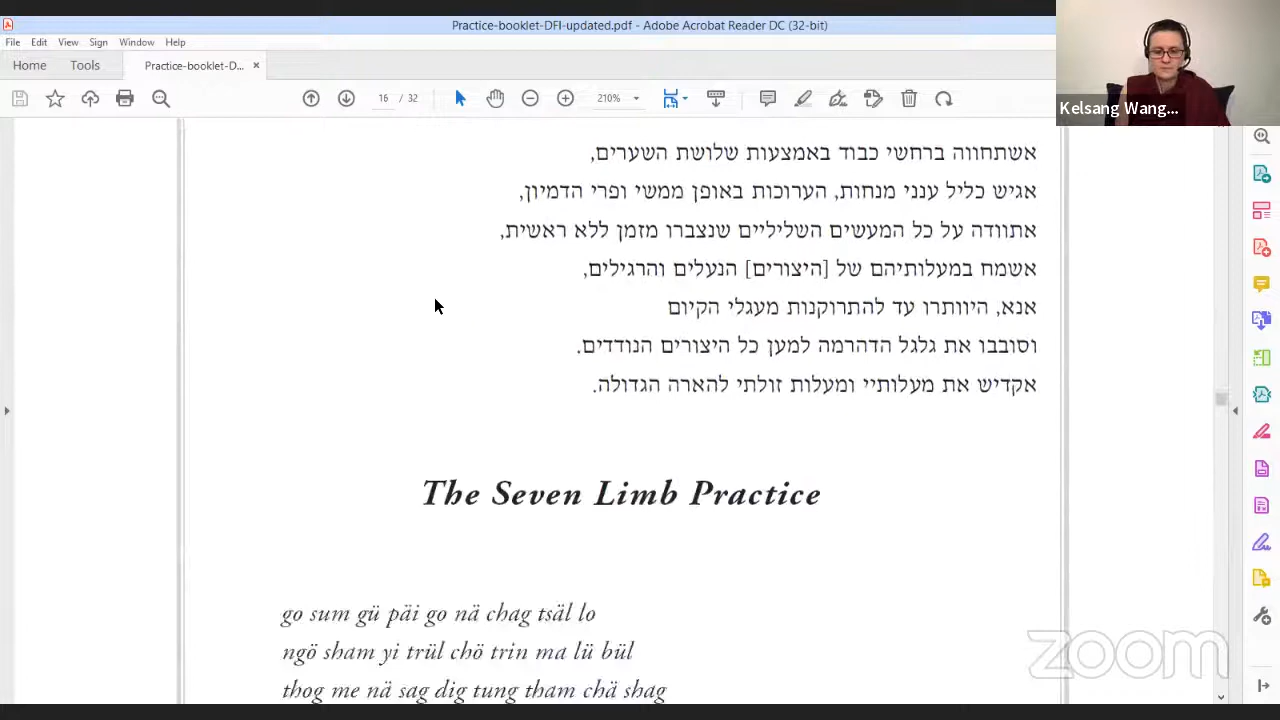 Practice-booklet-DFI-updated.pdf - Adobe Acrobat Reader DC (32-bit)
File Edit View Sign Window Help
Home Tools Practice-booklet-D... ×
16 / 32 210%
Kelsang Wang...
אשתחווה ברחשי כבוד באמצעות שלושת השערים,
אגיש כליל ענני מנחות, הערוכות באופן ממשי ופרי הדמיון,
אתוודה על כל המעשים השליליים שנצברו מזמן ללא ראשית,
אשמח במעלותיהם של [היצורים] הנעלים והרגילים,
אנא, היוותרו עד להתרוקנות מעגלי הקיום
וסובבו את גלגל הדהרמה למען כל היצורים הנודדים.
אקדיש את מעלותיי ומעלות זולתי להארה הגדולה.
The Seven Limb Practice
go sum gü päi go nä chag tsäl lo
ngö sham yi trül chö trin ma lü bül
thog me nä sag dig tung tham chä shag
zoom